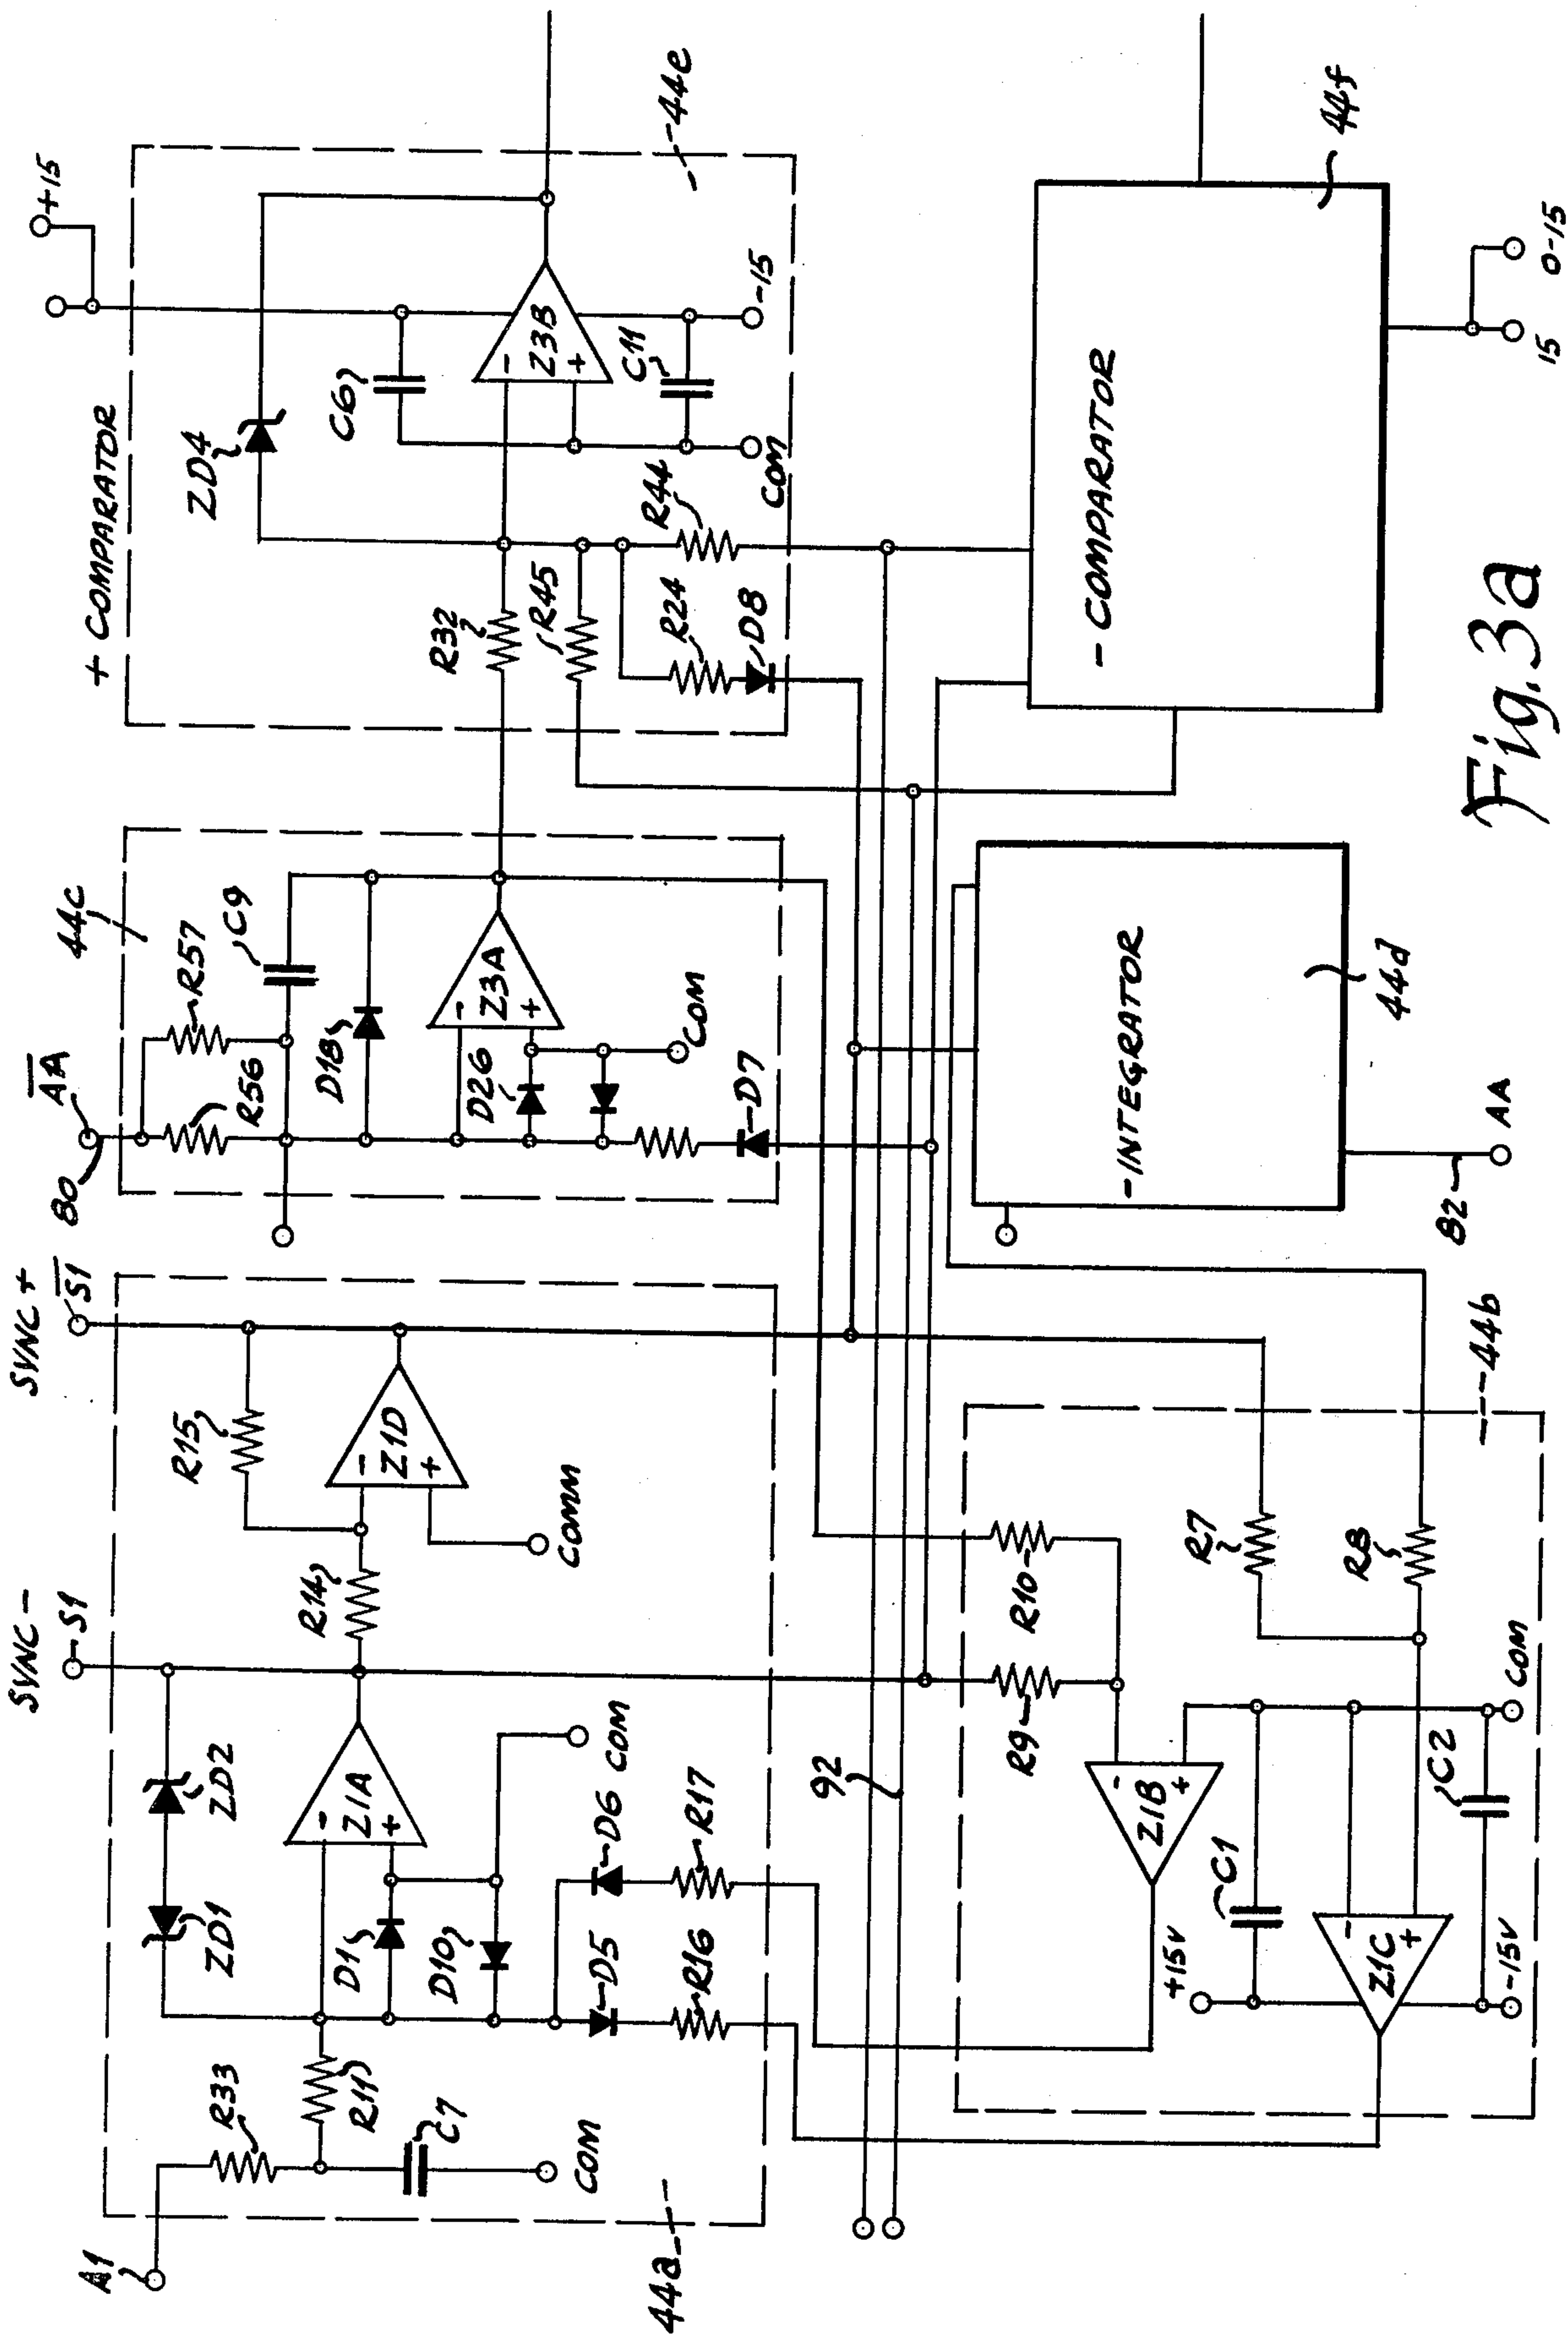 +15
+ COMPARATOR
44e
ZD4
C6
-
Z3B
+
C11
-15
COM
R44
R32
R45
R24
D8
44c
R57
C9
AA
80
R56
D18
-
Z3A
+
D26
COM
D7
SYNC +
S1
R15
-
Z1D
+
COMM
SYNC -
S1
R14
ZD2
ZD1
-
Z1A
+
D1
D10
COM
D6
D5
R17
R16
A1
R33
R11
C7
COM
44a
- COMPARATOR
44f
15
0-15
- INTEGRATOR
44d
82
AA
44b
92
R10
R9
R7
R8
-
Z1B
+
C1
+15V
COM
C2
-
Z1C
+
-15V
Fig. 3a